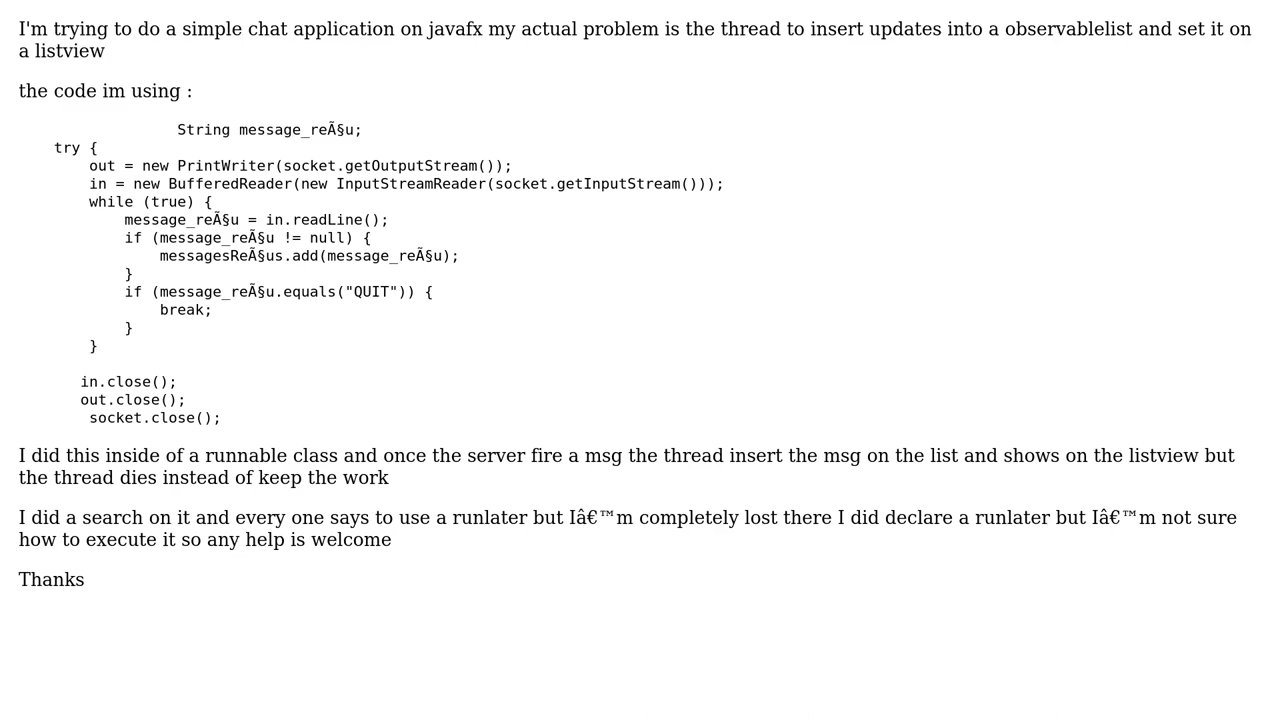 I'm trying to do a simple chat application on javafx my actual problem is the thread to insert updates into a observablelist and set it on
a listview
the code im using :
String message_reÃ§u;
try {
out = new PrintWriter(socket.getOutputStream());
in = new BufferedReader(new InputStreamReader(socket.getInputStream()));
while (true) {
message_reÃ§u = in.readLine();
if (message_reÃ§u != null) {
messagesReÃ§us.add(message_reÃ§u);
}
if (message_reÃ§u.equals("QUIT")) {
break;
}
}
in.close();
out.close();
socket.close();
I did this inside of a runnable class and once the server fire a msg the thread insert the msg on the list and shows on the listview but
the thread dies instead of keep the work
I did a search on it and every one says to use a runlater but Iâ€™m completely lost there I did declare a runlater but Iâ€™m not sure
how to execute it so any help is welcome
Thanks